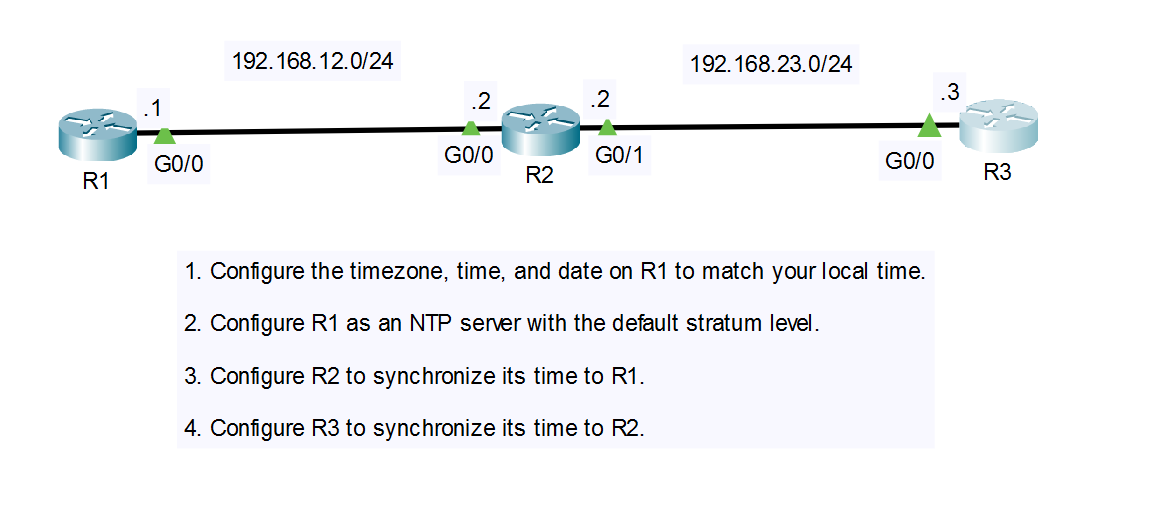 192.168.12.0/24
192.168.23.0/24
.1
.2
.2
.3
G0/0
G0/0
G0/1
G0/0
R1
R2
R3
1. Configure the timezone, time, and date on R1 to match your local time.
2. Configure R1 as an NTP server with the default stratum level.
3. Configure R2 to synchronize its time to R1.
4. Configure R3 to synchronize its time to R2.